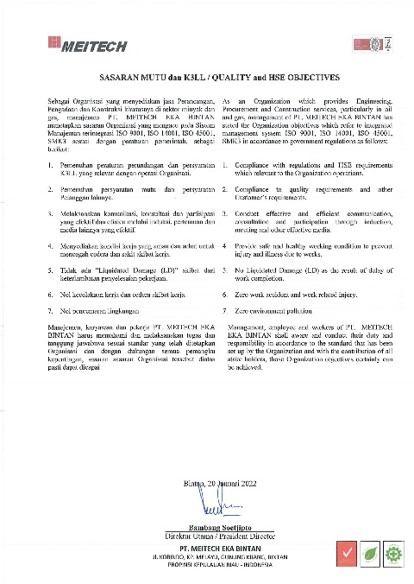 MEITECH
SASARAN MUTU dan K3LL / QUALITY and HSE OBJECTIVES
Sebagai Organisasi yang menyediakan jasa Perancangan,
Pengadaan dan Konstruksi khususnya di sektor minyak dan
gas, manajemen PT. MEITECH EKA BINTAN
menetapkan sasaran Organisasi yang mengacu pada Sistem
Manajemen terintegrasi ISO 9001, ISO 14001, ISO 45001,
SMK3 sesuai dengan peraturan pemerintah, sebagai
berikut:
1. Pemenuhan peraturan perundangan dan persyaratan
K3LL yang relevan dengan operasi Organisasi.
2. Pemenuhan persyaratan mutu dan persyaratan
Pelanggan lainnya.
3. Melaksanakan komunikasi, konsultasi dan partisipasi
yang efektif dan efisien melalui induksi, pertemuan dan
media lainnya yang efektif
4. Menyediakan kondisi kerja yang aman dan sehat untuk
mencegah cedera dan sakit akibat kerja.
5. Tidak ada "Liquidated Damage (LD)" akibat dari
keterlambatan penyelesaian pekerjaan.
6. Nol kecelakaan kerja dan cedera akibat kerja
7. Nol pencemaran lingkungan
Manajemen, karyawan dan pekerja PT. MEITECH EKA
BINTAN harus memahami dan melaksanakan tugas dan
tanggung jawabnya sesuai standar yang telah ditetapkan
Organisasi dan dengan dukungan semua pemangku
kepentingan, sasaran Organisasi tersebut diatas
pasti dapat dicapai
As an Organization which provides Engineering,
Procurement and Construction services, particularly in oil
and gas, management of PT. MEITECH EKA BINTAN has
stated the Organization objectives which refer to integrated
management system ISO 9001, ISO 14001, ISO 45001,
SMK3 in accordance to government regulations as follows:
1. Compliance with regulations and HSE requirements
which relevant to the Organization operations.
2. Compliance to quality requirements and other
Customer's requirements.
3. Conduct effective and efficient communication,
consultation and participation through induction,
meeting and other effective media.
4. Provide safe and healthy working condition to prevent
injury and illness due to works.
5. No Liquidated Damage (LD) as the result of delay of
work completion.
6. Zero work accident and work related injury.
7. Zero environment pollution
Management, employee and workers of PT. MEITECH
EKA BINTAN shall aware and conduct their duty and
responsibility in accordance to the standard that has been
set up by the Organization and with the contribution of all
stake holders, those Organization objectives certainly can
be achieved.
Bintan, 20 Januari 2022
Bambang Soetjipto
Direktur Utama / President Director
PT. MEITECH EKA BINTAN
PROPINSI KEPULAUAN RIAU - INDONESIA